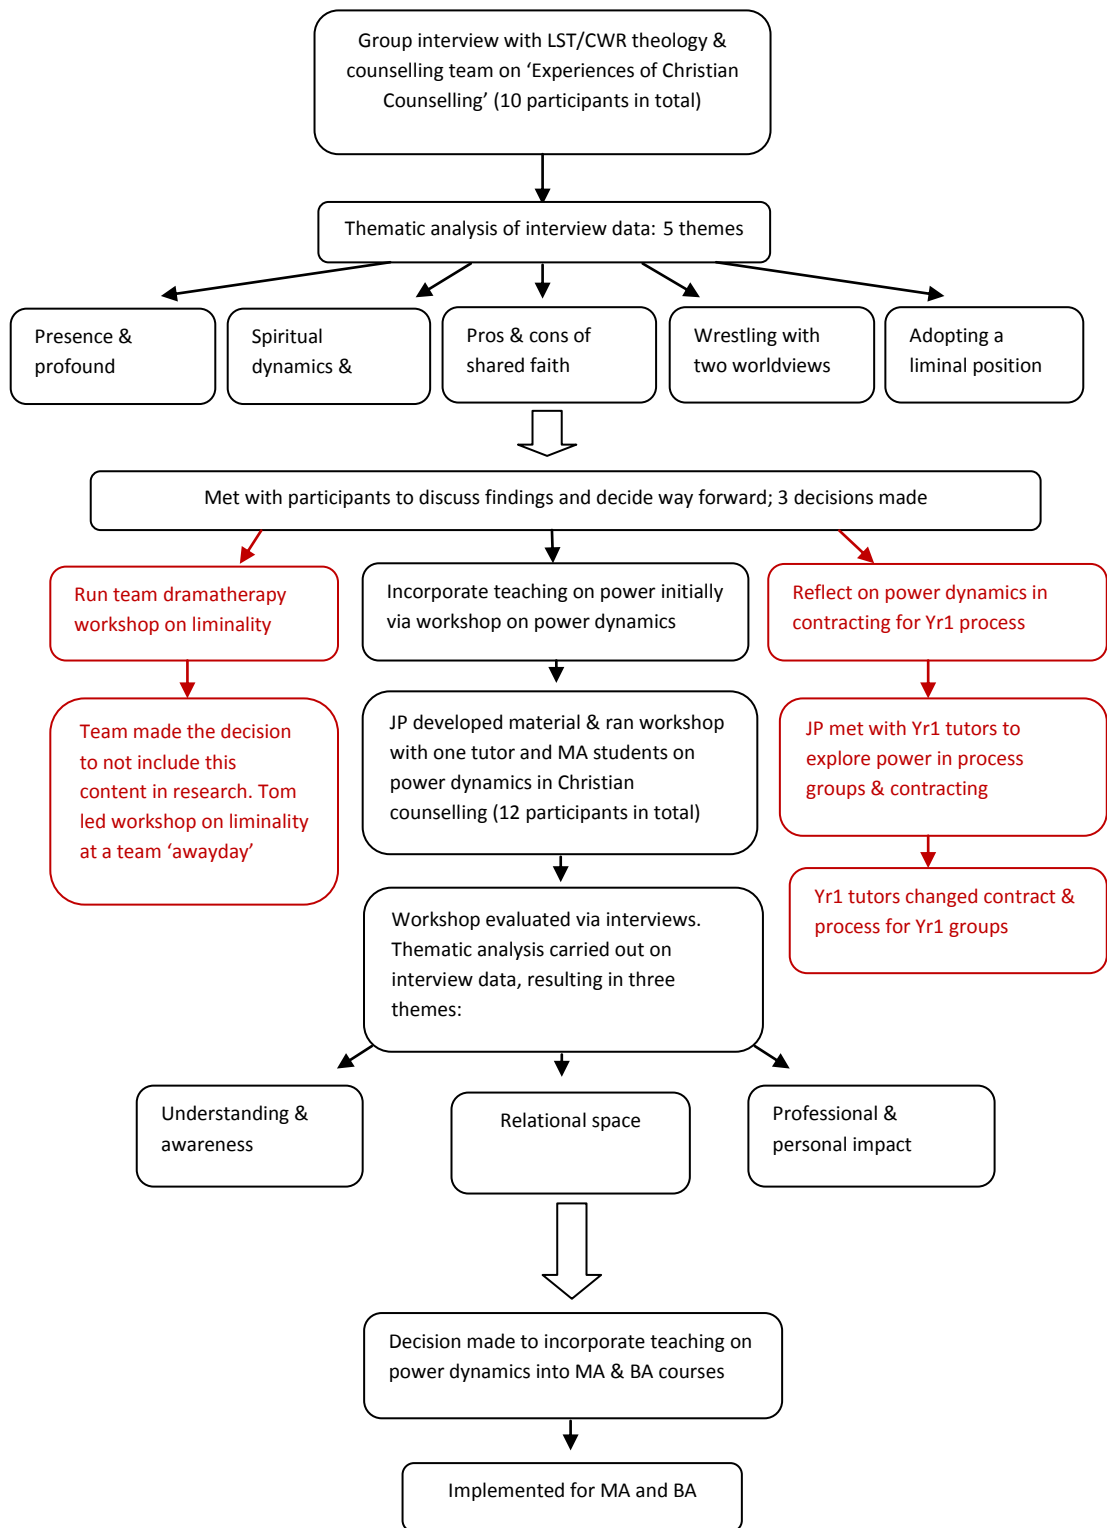 Group interview with LST/CWR theology &
counselling team on ‘Experiences of Christian
Counselling’ (10 participants in total)
Thematic analysis of interview data: 5 themes
Presence &
profound
Spiritual
dynamics &
Pros & cons of
shared faith
Wrestling with
two worldviews
Adopting a
liminal position
Met with participants to discuss findings and decide way forward; 3 decisions made
Run team dramatherapy
workshop on liminality
Incorporate teaching on power initially
via workshop on power dynamics
Reflect on power dynamics in
contracting for Yr1 process
Team made the decision
to not include this
content in research. Tom
led workshop on liminality
at a team ‘awayday’
JP developed material & ran workshop
with one tutor and MA students on
power dynamics in Christian
counselling (12 participants in total)
JP met with Yr1 tutors to
explore power in process
groups & contracting
Yr1 tutors changed contract &
process for Yr1 groups
Workshop evaluated via interviews.
Thematic analysis carried out on
interview data, resulting in three
themes:
Understanding &
awareness
Relational space
Professional &
personal impact
Decision made to incorporate teaching on
power dynamics into MA & BA courses
Implemented for MA and BA